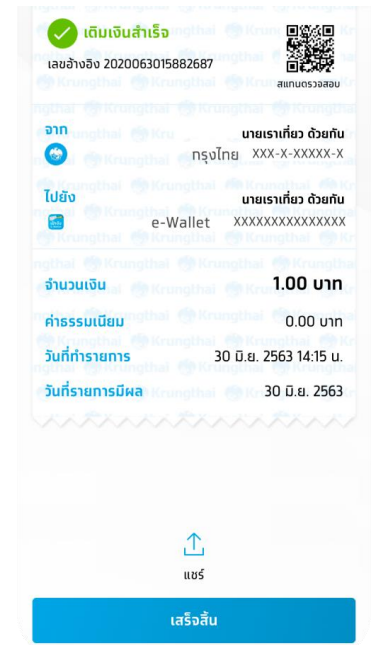 เติมเงินสำเร็จ
เลขอ้างอิง 2020063015882687
สแกนตรวจสอบ
จาก
นายเราเที่ยว ด้วยกัน
กรุงไทย XXX-X-XXXXX-X
ไปยัง
นายเราเที่ยว ด้วยกัน
e-Wallet XXXXXXXXXXXXXXX
จำนวนเงิน 1.00 บาท
ค่าธรรมเนียม 0.00 บาท
วันที่ทำรายการ 30 มิ.ย. 2563 14:15 น.
วันที่รายการมีผล 30 มิ.ย. 2563
แชร์
เสร็จสิ้น